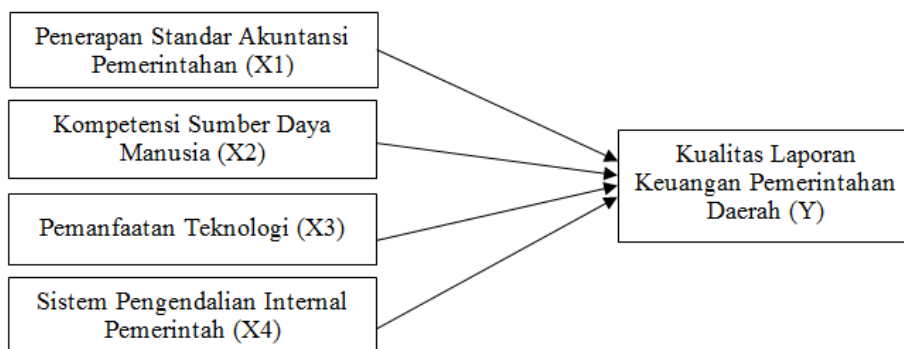 Penerapan Standar Akuntansi
Pemerintahan (X1)
Kompetensi Sumber Daya
Manusia (X2)
Pemanfaatan Teknologi (X3)
Sistem Pengendalian Internal
Pemerintah (X4)
Kualitas Laporan
Keuangan Pemerintahan
Daerah (Y)